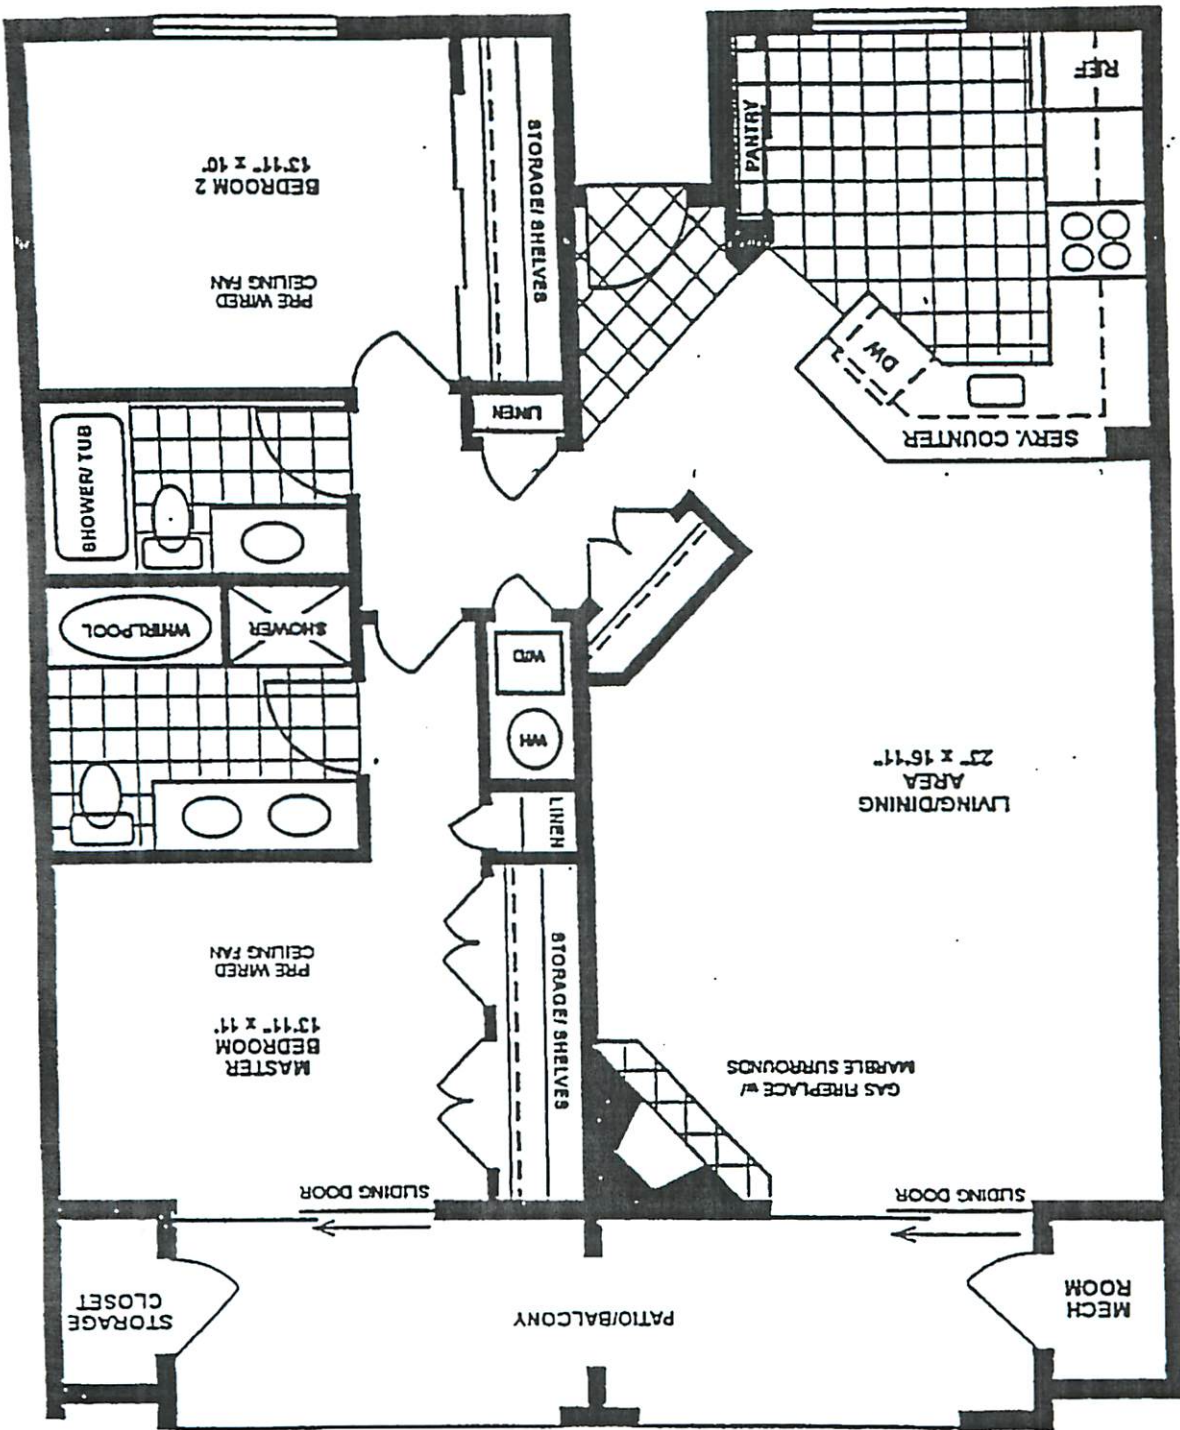 MECH
ROOM
PATIO/BALCONY
STORAGE
CLOSET
SLIDING DOOR
SLIDING DOOR
GAS FIREPLACE w/
MARBLE SURROUNDS
STORAGE/ SHELVES
MASTER
BEDROOM
13'11" x 11'
PRE WIRED
CEILING FAN
LIVING/DINING
AREA
23" x 16'11"
LINEN
WH
W/D
SHOWER
WHIRLPOOL
SHOWER/ TUB
SERV. COUNTER
DW
LINEN
PRE WIRED
CEILING FAN
BEDROOM 2
13'11" x 10'
STORAGE/ SHELVES
PANTRY
REF